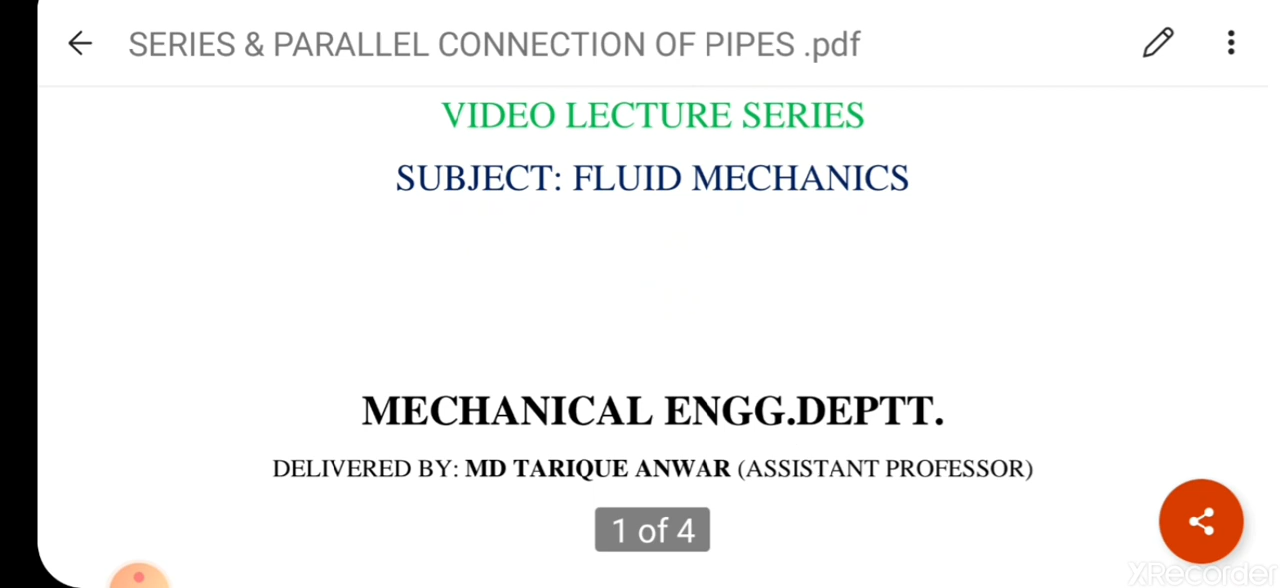 SERIES & PARALLEL CONNECTION OF PIPES .pdf
VIDEO LECTURE SERIES
SUBJECT: FLUID MECHANICS
MECHANICAL ENGG.DEPTT.
DELIVERED BY: MD TARIQUE ANWAR (ASSISTANT PROFESSOR)
1 of 4
XRecorder